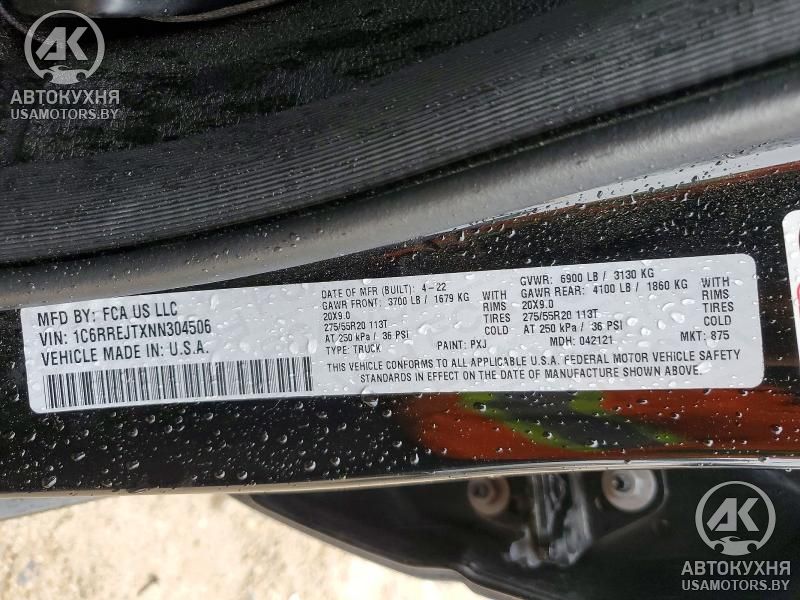 АК
АВТОКУХНЯ
USAMOTORS.BY
MFD BY: FCA US LLC
VIN: 1C6RREJTXNN304506
VEHICLE MADE IN: U.S.A.
DATE OF MFR (BUILT): 4-22
GAWR FRONT: 3700 LB / 1679 KG WITH
20X9.0 RIMS
275/55R20 113T TIRES
AT 250 kPa / 36 PSI COLD
TYPE: TRUCK PAINT: PXJ
GVWR: 6900 LB / 3130 KG
GAWR REAR: 4100 LB / 1860 KG WITH
20X9.0 RIMS
275/55R20 113T TIRES
AT 250 kPa / 36 PSI COLD
MDH: 042121 MKT: 875
THIS VEHICLE CONFORMS TO ALL APPLICABLE U.S.A. FEDERAL MOTOR VEHICLE SAFETY
STANDARDS IN EFFECT ON THE DATE OF MANUFACTURE SHOWN ABOVE.
АК
АВТОКУХНЯ
USAMOTORS.BY